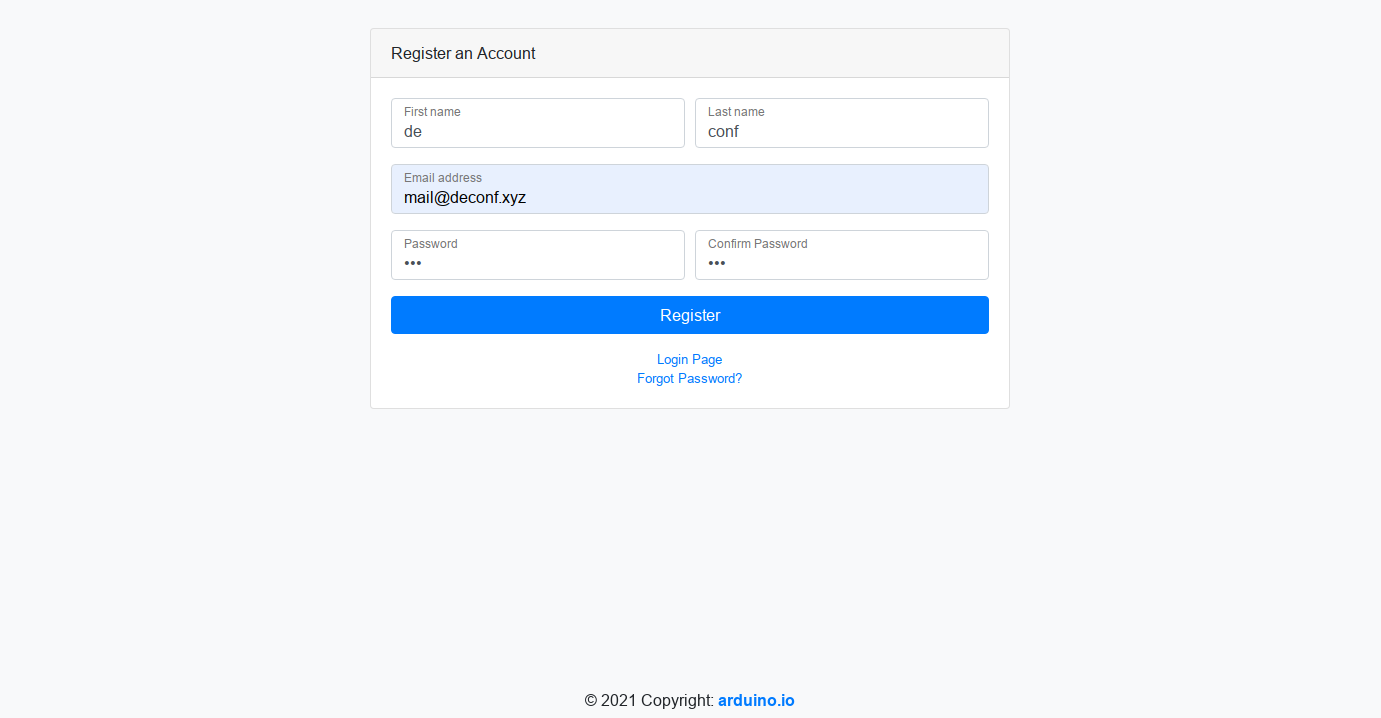 Register an Account
First name Last name
de conf
Email address
mail@deconf.xyz
Password Confirm Password
••• •••
Register
Login Page
Forgot Password?
© 2021 Copyright: arduino.io